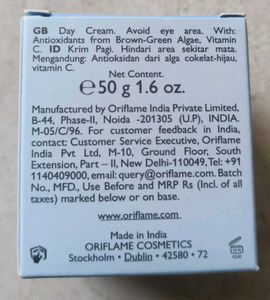 GB Day Cream. Avoid eye area. With:
Antioxidants from Brown-Green Algae, Vitamin
C. ID Krim Pagi. Hindari area sekitar mata.
Mengandung: Antioksidan dari alga cokelat-hijau,
vitamin C.
Net Content:
℮50 g 1.6 oz.
Manufactured by Oriflame India Private Limited,
B-44, Phase-II, Noida -201305 (U.P), INDIA.
M-05/C/96. For customer feedback in India,
contact: Customer Service Executive, Oriflame
India Pvt Ltd, M-10, Ground Floor, South
Extension, Part – II, New Delhi-110049, Tel: +91
1140409000, email: query@oriflame.com. Batch
No., MFD., Use Before and MRP Rs (Incl. of all
taxes) marked below or on base.
www.oriflame.com
Made in India
ORIFLAME COSMETICS
Stockholm · Dublin · 42580 · 72